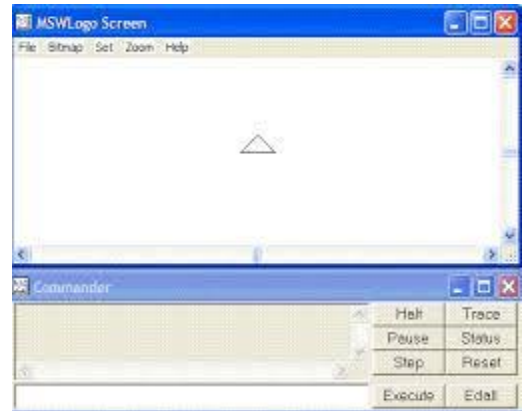 MSWLogo Screen
File Bitmap Set Zoom Help
Commander
Halt Trace
Pause Status
Step Reset
Execute Edall